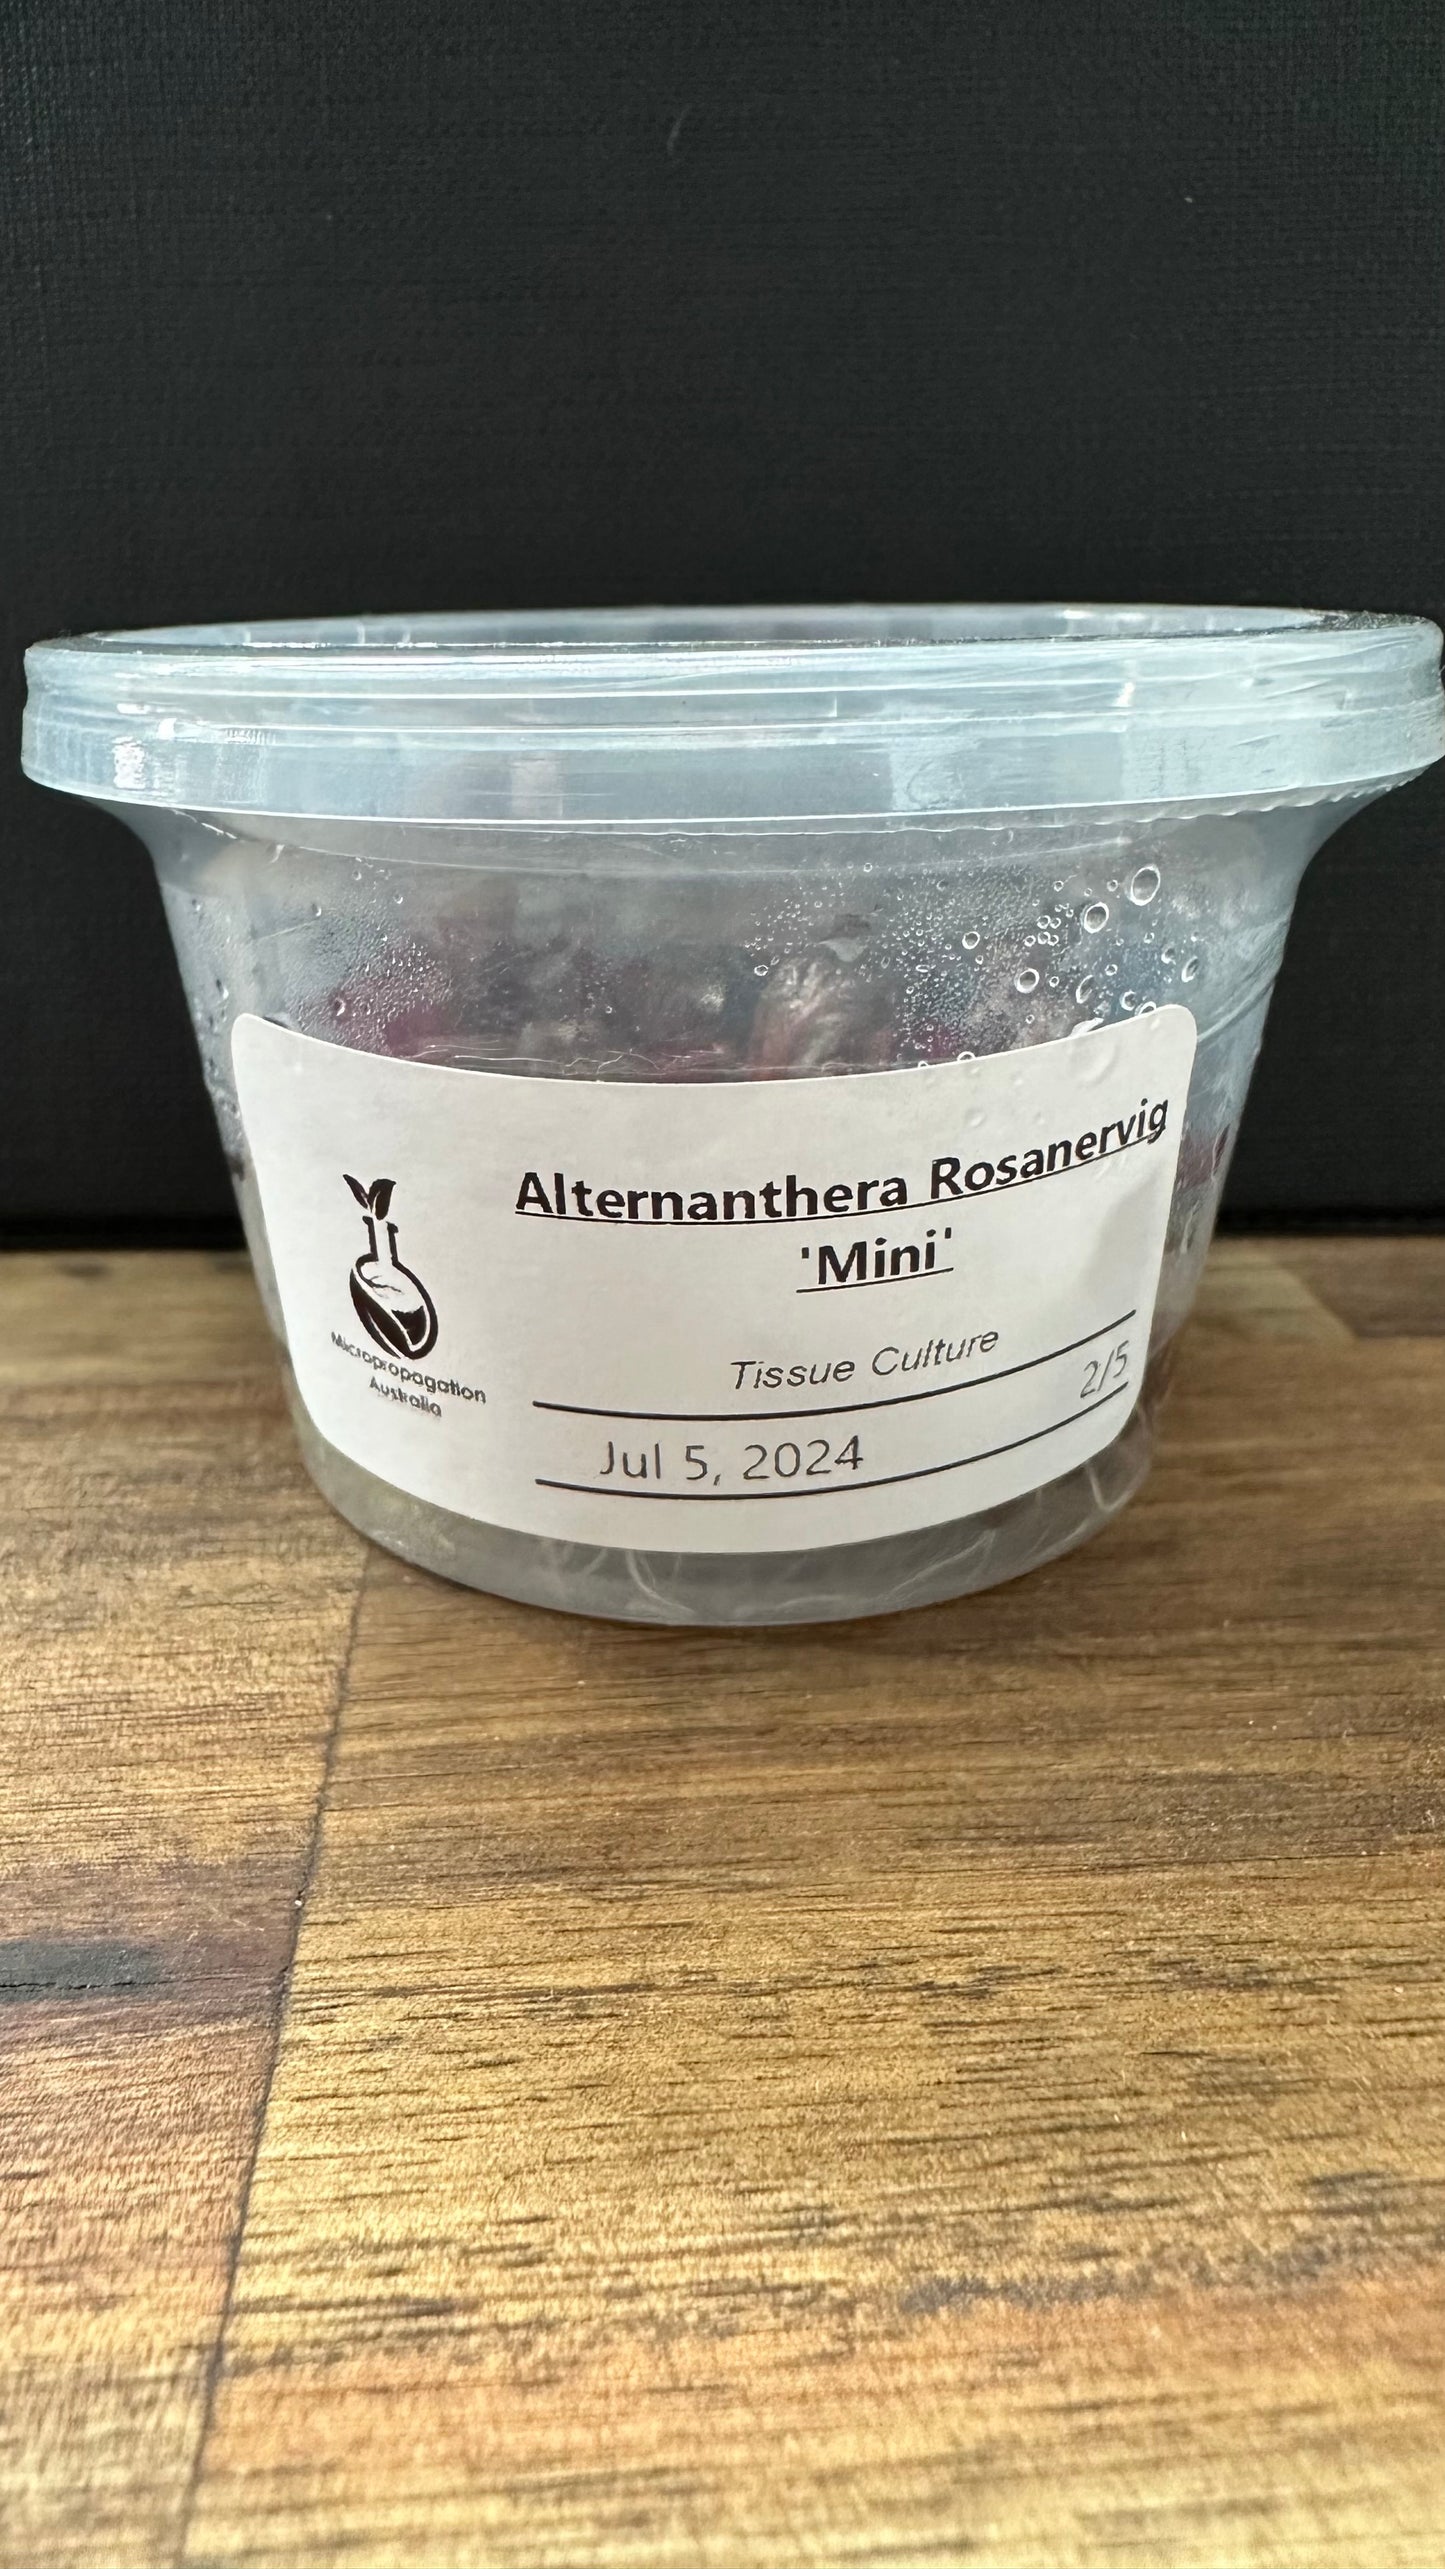 Alternanthera Rosanervig
'Mini'
Tissue Culture
2/5
Jul 5, 2024
Micropropagation
Australia